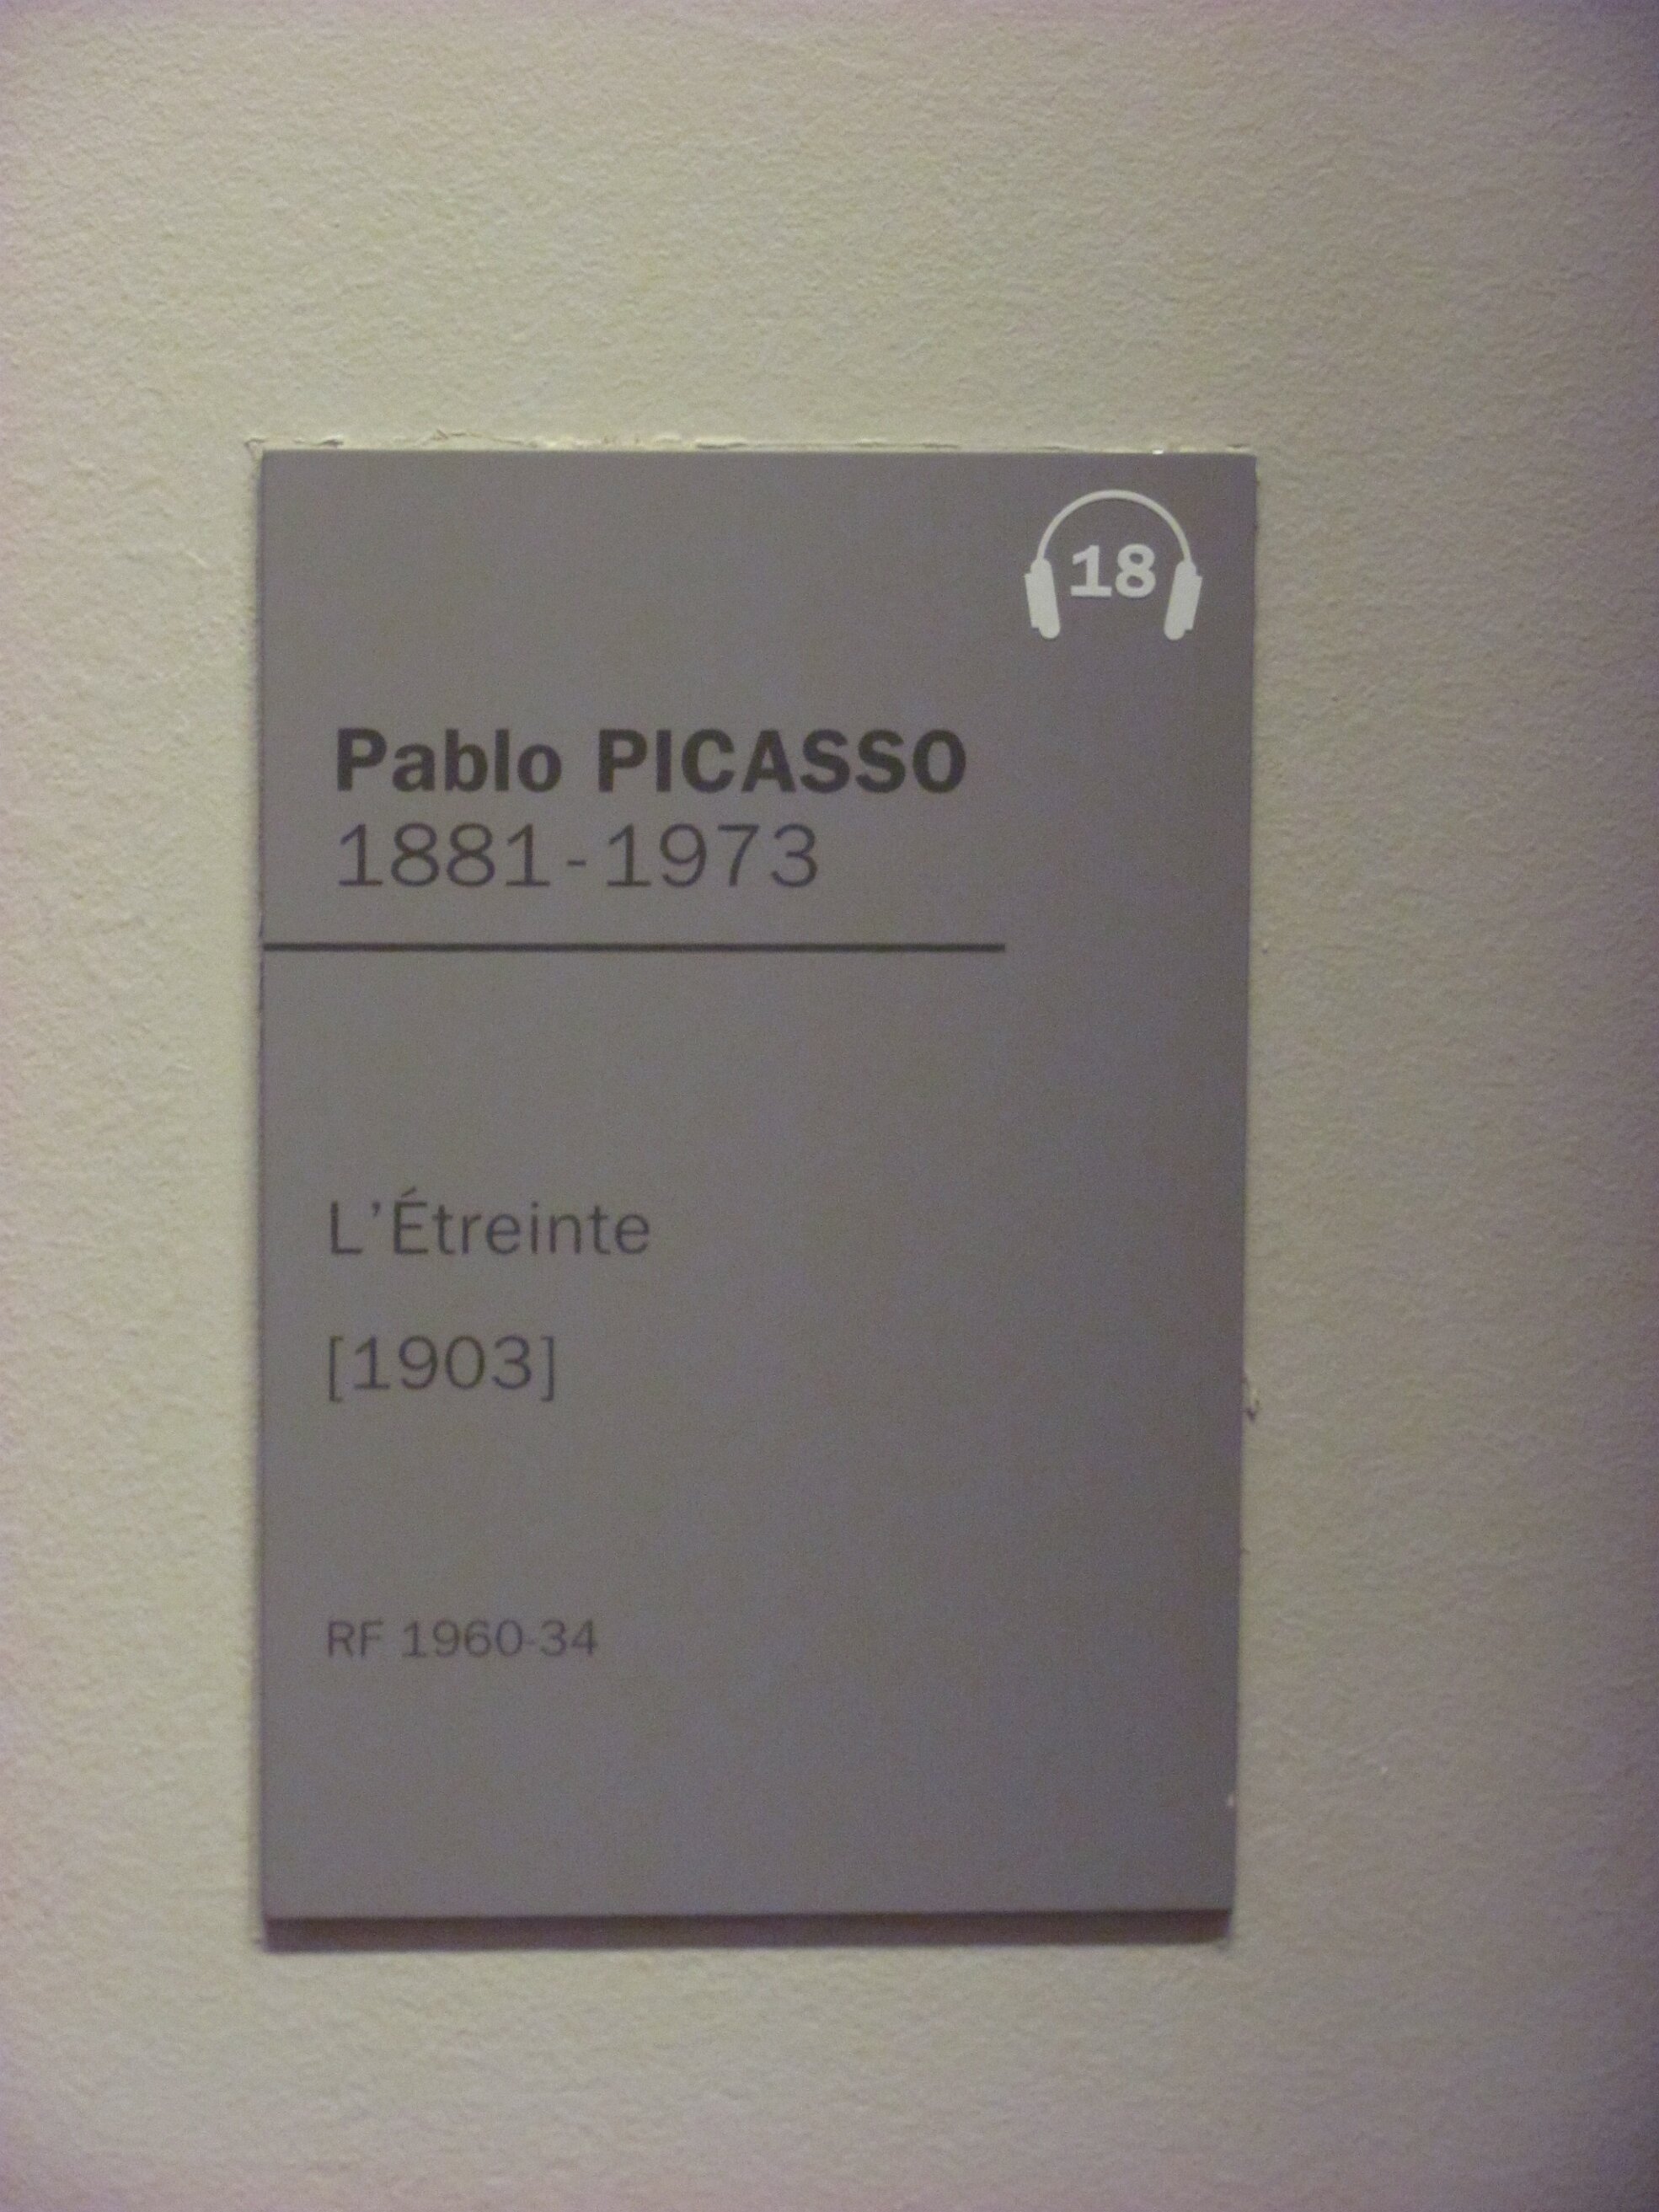 18
Pablo PICASSO
1881-1973
L'Étreinte
[1903]
RF 1960-34